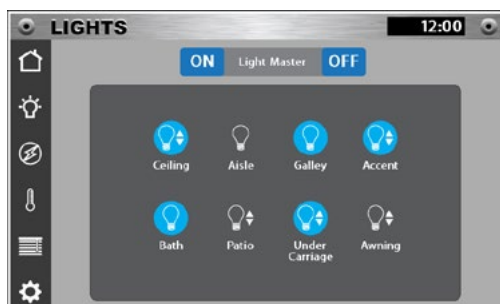 LIGHTS 12:00
ON Light Master OFF
Ceiling Aisle Galley Accent
Bath Patio Under Carriage Awning